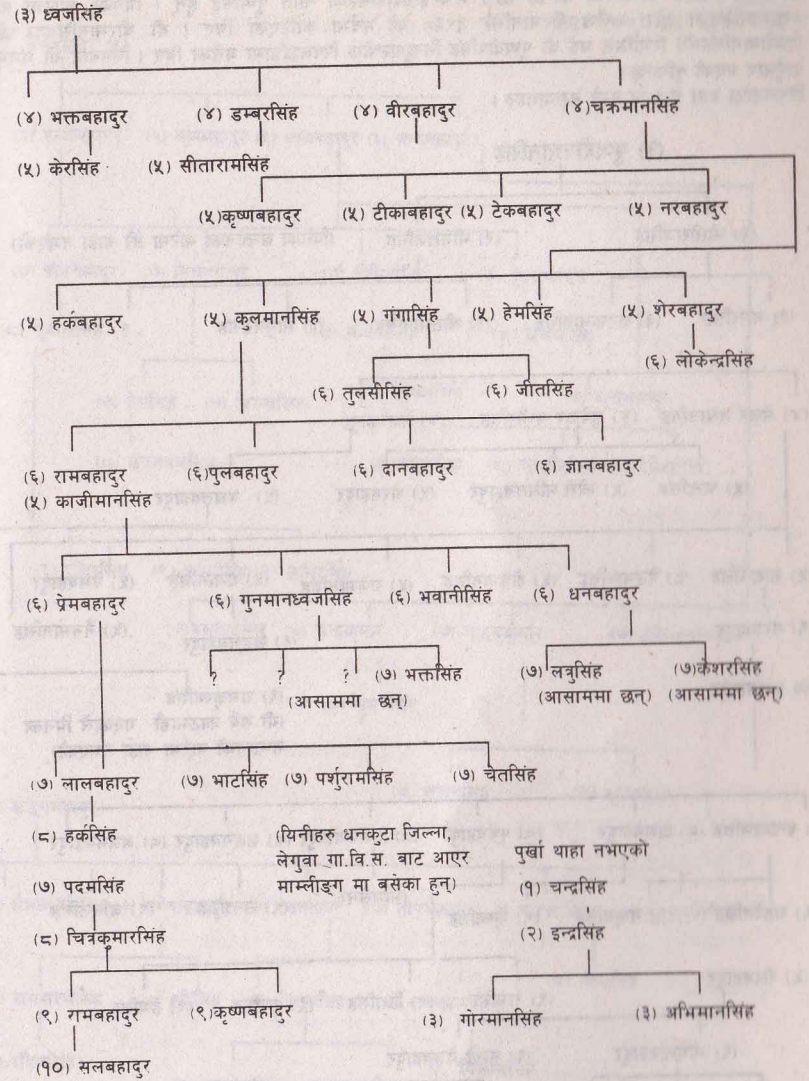 (३) ध्वजसिंह
(४) भक्तबहादुर (४) डम्बरसिंह (४) वीरबहादुर (४)चक्रमानसिंह
(५) केरसिंह (५) सीतारामसिंह
(५)कृष्णबहादुर (५) टीकाबहादुर (५) टेकबहादुर (५) नरबहादुर
(५) हर्कबहादुर (५) कुलमानसिंह (५) गंगासिंह (५) हेमसिंह (५) शेरबहादुर
(६) लोकेन्द्रसिंह
(६) तुलसीसिंह (६) जीतसिंह
(६) रामबहादुर (६)पुलबहादुर (६) दानबहादुर (६) ज्ञानबहादुर
(५) काजीमानसिंह
(६) प्रेमबहादुर (६) गुनमानध्वजसिंह (६) भवानीसिंह (६) धनबहादुर
? ? ? (७) भक्तसिंह (७) लत्रुसिंह (७)केशरसिंह
(आसाममा छन्) (आसाममा छन्) (आसाममा छन्)
(७) लालबहादुर (७) भाटसिंह (७) पर्शुरामसिंह (७) चेतसिंह
(८) हर्कसिंह
(यिनीहरु धनकुटा जिल्ला
लेगुवा गा.वि.स. बाट आएर
माम्लीङ्ग मा बसेका हुन्)
पुर्खा थाहा नभएको
(७) पदमसिंह (१) चन्द्रसिंह
(८) चित्रकुमारसिंह (२) इन्द्रसिंह
(९) रामबहादुर (९)कृष्णबहादुर (३) गोरमानसिंह (३) अभिमानसिंह
(१०) सलबहादुर